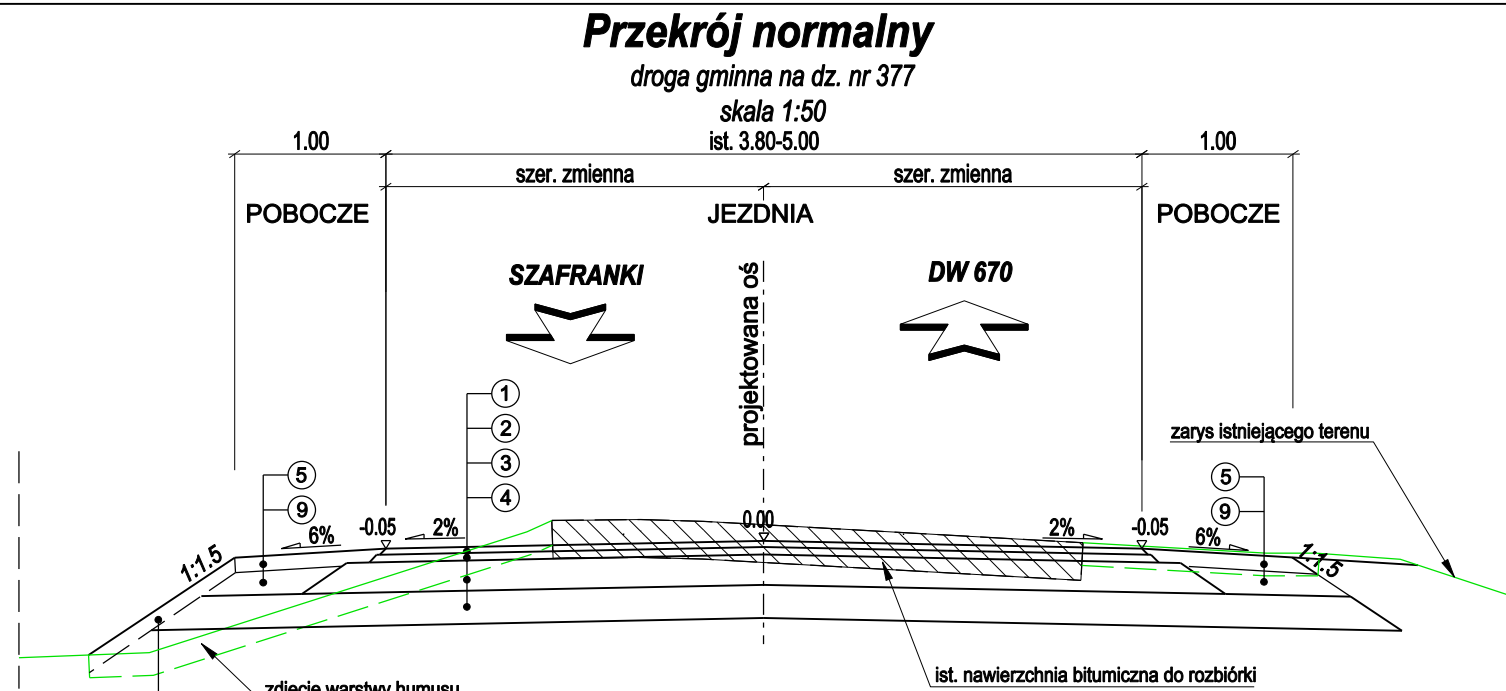 Przekrój normalny
droga gminna na dz. nr 377
skala 1:50
1.00
ist. 3.80-5.00
1.00
szer. zmienna
szer. zmienna
POBOCZE
JEZDNIA
POBOCZE
SZAFRANKI
projektowana oś
DW 670
1
2
3
4
zarys istniejącego terenu
5
9
5
9
6%
-0.05
2%
0.00
2%
-0.05
6%
1:1.5
1:1.5
ist. nawierzchnia bitumiczna do rozbiórki
zdjęcie warstwy humusu